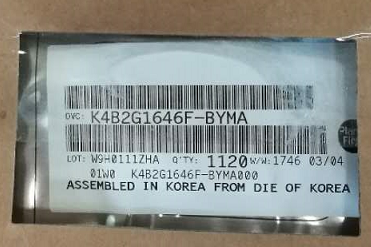 DVC: K4B2G1646F-BYMA
LOT: W9H0111ZHA Q'TY: 1120 W/W: 1746 03/04
01W0 K4B2G1646F-BYMA000
ASSEMBLED IN KOREA FROM DIE OF KOREA